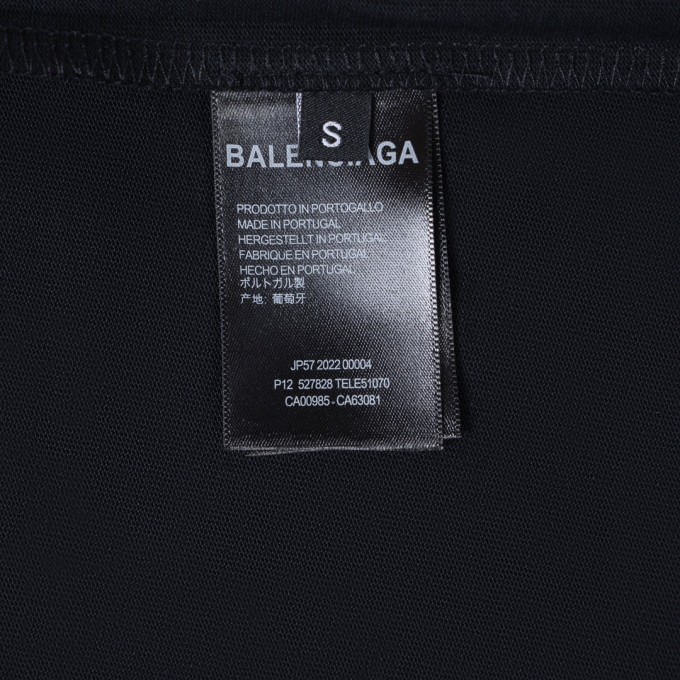 S
BALENCIAGA
PRODOTTO IN PORTOGALLO
MADE IN PORTUGAL
HERGESTELLT IN PORTUGAL
FABRIQUE EN PORTUGAL
HECHO EN PORTUGAL
ポルトガル製
产地: 葡萄牙
JP57 2022 00004
P12 527828 TELE51070
CA00985 - CA63081